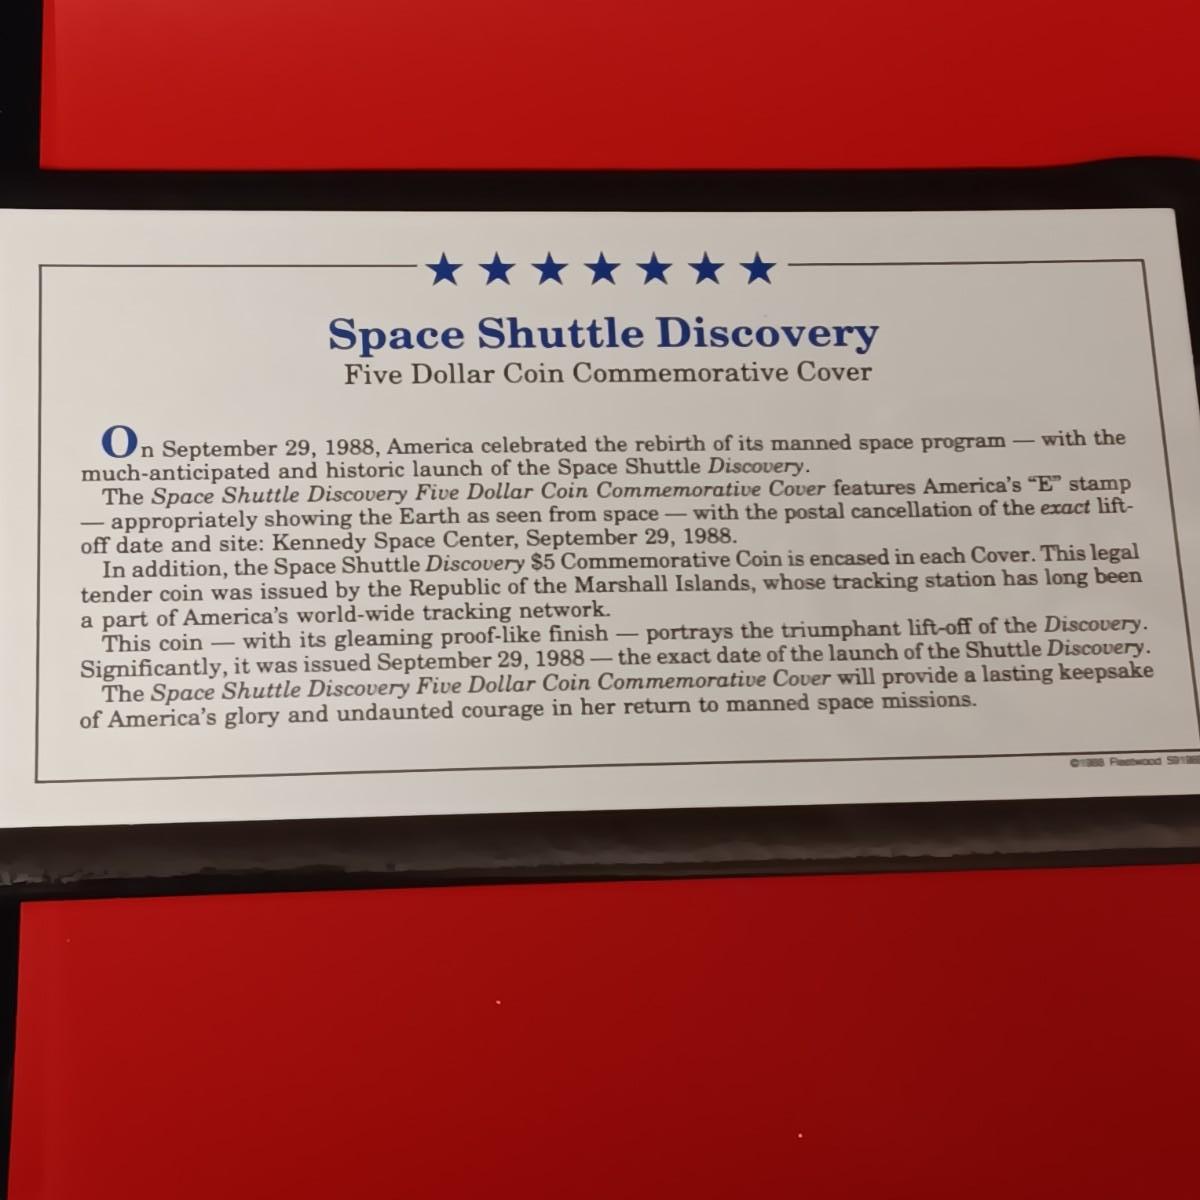 Space Shuttle Discovery
Five Dollar Coin Commemorative Cover
On September 29, 1988, America celebrated the rebirth of its manned space program — with the
much-anticipated and historic launch of the Space Shuttle Discovery.
The Space Shuttle Discovery Five Dollar Coin Commemorative Cover features America's “E” stamp
— appropriately showing the Earth as seen from space — with the postal cancellation of the exact lift-
off date and site: Kennedy Space Center, September 29, 1988.
In addition, the Space Shuttle Discovery $5 Commemorative Coin is encased in each Cover. This legal
tender coin was issued by the Republic of the Marshall Islands, whose tracking station has long been
a part of America's world-wide tracking network.
This coin — with its gleaming proof-like finish — portrays the triumphant lift-off of the Discovery.
Significantly, it was issued September 29, 1988 — the exact date of the launch of the Shuttle Discovery.
The Space Shuttle Discovery Five Dollar Coin Commemorative Cover will provide a lasting keepsake
of America's glory and undaunted courage in her return to manned space missions.
©1988 Fleetwood